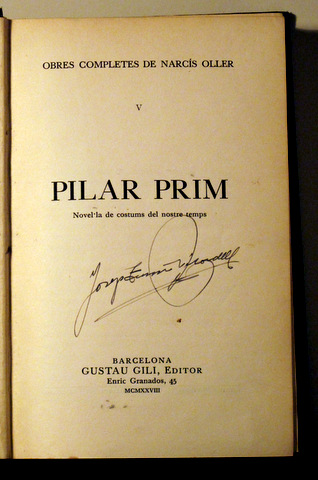 OBRES COMPLETES DE NARCÍS OLLER
V
PILAR PRIM
Novel·la de costums del nostre temps
Josep
BARCELONA
GUSTAU GILI, EDITOR
Enric Granados, 45
MCMXXVIII